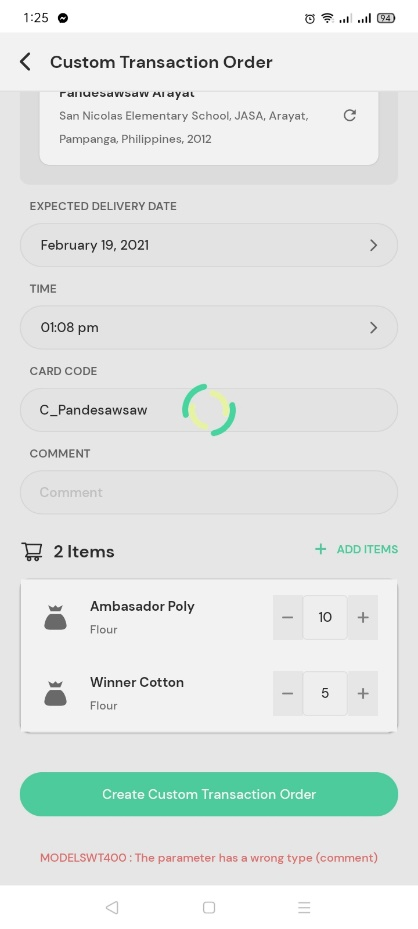 1:25
94
Custom Transaction Order
Pandesawsaw Arayat
San Nicolas Elementary School, JASA, Arayat,
Pampanga, Philippines, 2012
EXPECTED DELIVERY DATE
February 19, 2021
TIME
01:08 pm
CARD CODE
C_Pandesawsaw
COMMENT
Comment
2 Items
+ ADD ITEMS
Ambasador Poly
Flour
− 10 +
Winner Cotton
Flour
− 5 +
Create Custom Transaction Order
MODELSWT400 : The parameter has a wrong type (comment)